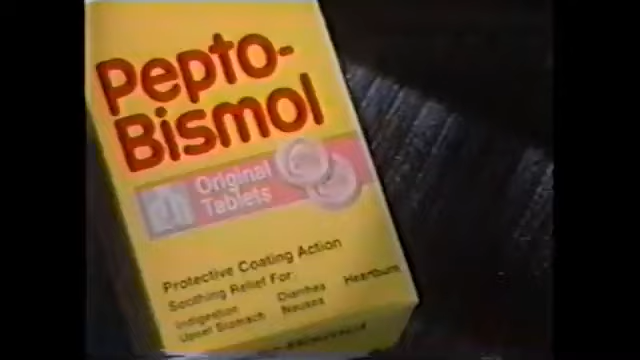 Pepto-
Bismol
Original
Tablets
Protective Coating Action
Soothing Relief For:
Indigestion Diarrhea Heartburn
Upset Stomach Nausea